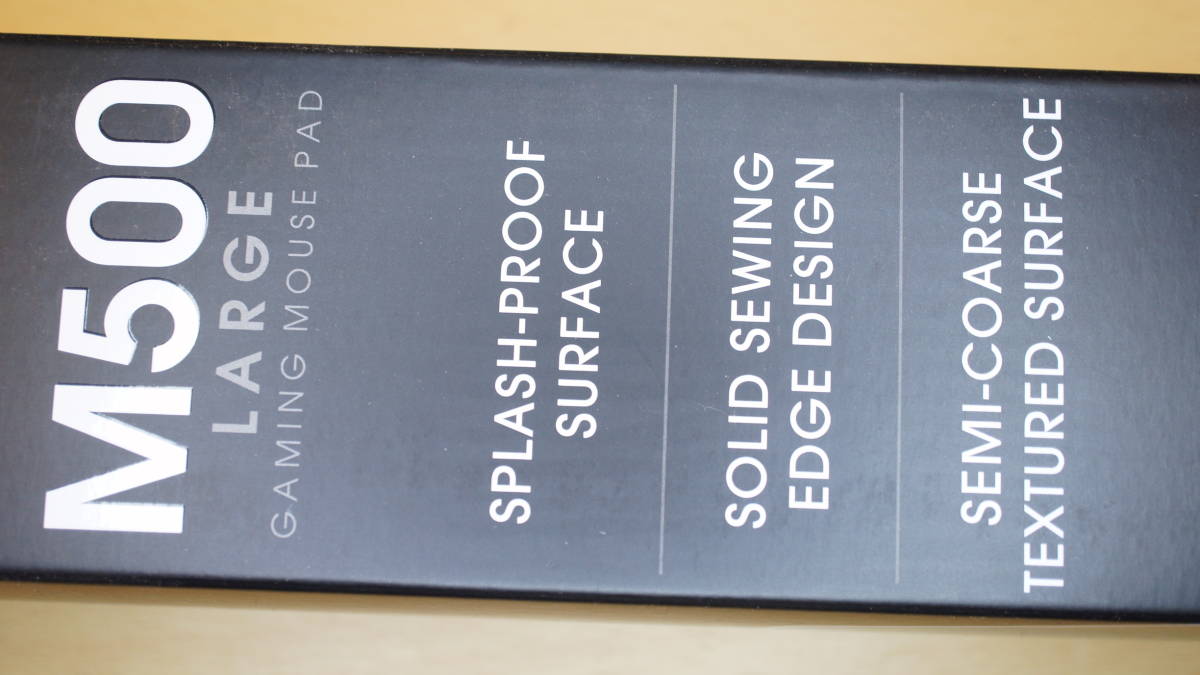 M500
LARGE
GAMING MOUSE PAD
SPLASH-PROOF
SURFACE
SOLID SEWING
EDGE DESIGN
SEMI-COARSE
TEXTURED SURFACE